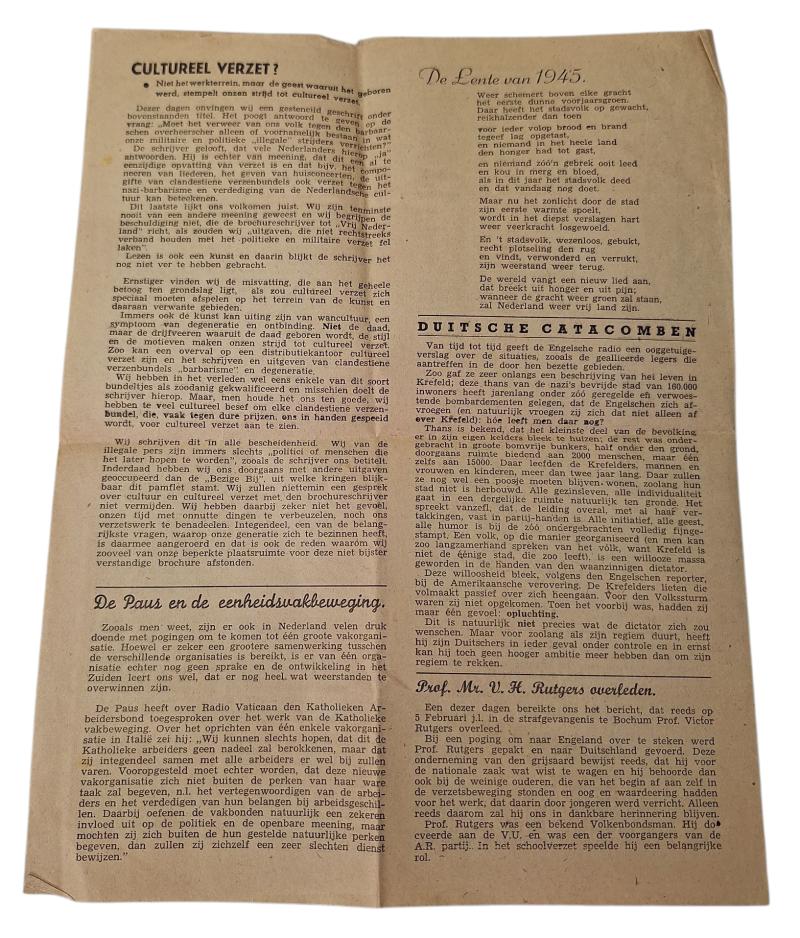 CULTUREEL VERZET?
● Niet het werkterrein, maar de geest waaruit het geboren
werd, stempelt onzen strijd tot cultureel verzet.
Dezer dagen onvingen wij een gestencild geschrift onder
bovenstaanden titel. Het poogt antwoord te geven op de
vraag: „Moet het verweer van ons volk tegen den barbaar-
schen overheerscher alleen of voornamelijk bestaan in wat
onze militaire en politieke „illegale" strijders verrichten?"
De schrijver gelooft, dat vele Nederlanders hierop „ja"
antwoorden. Hij is echter van meening, dat dit een al te
eenzijdige opvatting van verzet is en dat bijv. het compo-
neeren van liederen, het geven van huisconcerten, de uit-
gifte van clandestiene verzenbundels ook verzet tegen het
nazi-barbarisme en verdediging van de Nederlandsche cul-
tuur kan beteekenen.
Dit laatste lijkt ons volkomen juist. Wij zijn tenminste
nooit van een andere meening geweest en wij begrijpen de
beschuldiging niet, die de brochureschrijver tot „Vrij Neder-
land" richt, als zouden wij „uitgaven, die niet rechtstreeks
verband houden met het politieke en militaire verzet fel
laken".
Lezen is ook een kunst en daarin blijkt de schrijver het
nog niet ver te hebben gebracht.
Ernstiger vinden wij de misvatting, die aan het geheele
betoog ten grondslag ligt, als zou cultureel verzet zich
speciaal moeten afspelen op het terrein van de kunst en
daaraan verwante gebieden.
Immers ook de kunst kan uiting zijn van wancultuur, een
symptoom van degeneratie en ontbinding. Niet de daad,
maar de drijfveeren waaruit de daad geboren wordt, de stijl
en de motieven maken onzen strijd tot cultureel verzet.
Zoo kan een overval op een distributiekantoor cultureel
verzet zijn en het schrijven en uitgeven van clandestiene
verzenbundels „barbarisme" en degeneratie.
Wij hebben in het verleden wel eens enkele van dit soort
bundeltjes als zoodanig gekwalificeerd en misschien doelt de
schrijver hierop. Maar, men houde het ons ten goede, wij
hebben te veel cultureel besef om elke clandestiene verzen-
bundel, die, vaak tegen dure prijzen, ons in handen gespeeld
wordt, voor cultureel verzet aan te zien.
Wij schrijven dit in alle bescheidenheid. Wij van de
illegale pers zijn immers slechts „politici of menschen die
het later hopen te worden", zooals de schrijver ons betitelt.
Inderdaad hebben wij ons doorgaans met andere uitgaven
geoccupeerd dan de „Bezige Bij", uit welke kringen blijk-
baar dit pamflet stamt. Wij zullen niettemin een gesprek
over cultuur en cultureel verzet met den brochureschrijver
niet vermijden. Wij hebben daarbij zeker niet het gevoel,
onzen tijd met onnutte dingen te verbeuzelen, noch ons
verzetswerk te benadeelen. Integendeel, een van de belang-
rijkste vragen, waarop onze generatie zich te bezinnen heeft,
is daarmee aangeroerd en dat is ook de reden waarom wij
zooveel van onze beperkte plaatsruimte voor deze niet bijster
verstandige brochure afstonden.
De Paus en de eenheidsvakbeweging.
Zooals men weet, zijn er ook in Nederland velen druk
doende met pogingen om te komen tot één groote vakorgani-
satie. Hoewel er zeker een grootere samenwerking tusschen
de verschillende organisaties is bereikt, is er van één orga-
nisatie echter nog geen sprake en de ontwikkeling in het
Zuiden leert ons wel, dat er nog heel wat weerstanden te
overwinnen zijn.
De Paus heeft over Radio Vaticaan den Katholieken Ar-
beidersbond toegesproken over het werk van de Katholieke
vakbeweging. Over het oprichten van één enkele vakorgani-
satie in Italië zei hij: „Wij kunnen slechts hopen, dat dit de
Katholieke arbeiders geen nadeel zal berokkenen, maar dat
zij integendeel samen met alle arbeiders er wel bij zullen
varen. Vooropgesteld moet echter worden, dat deze nieuwe
vakorganisatie zich niet buiten de perken van haar ware
taak zal begeven, n.l. het vertegenwoordigen van de arbei-
ders en het verdedigen van hun belangen bij arbeidsgeschil-
len. Daarbij oefenen de vakbonden natuurlijk een zekeren
invloed uit op de politiek en de openbare meening, maar
mochten zij zich buiten de hun gestelde natuurlijke perken
begeven, dan zullen zij zichzelf een zeer slechten dienst
bewijzen."
De Lente van 1945.
Weer schemert boven elke gracht
het eerste dunne voorjaarsgroen.
Daar heeft het stadsvolk op gewacht,
reikhalzender dan toen
voor ieder volop brood en brand
tegeef lag opgetast,
en niemand in het heele land
den honger had tot gast,
en niemand zóó'n gebrek ooit leed
en kou in merg en bloed,
als in dit jaar het stadsvolk deed
en dat vandaag nog doet.
Maar nu het zonlicht door de stad
zijn eerste warmte spoelt,
wordt in het diepst verslagen hart
weer veerkracht losgewoeld.
En 't stadsvolk, wezenloos, gebukt,
recht plotseling den rug
en vindt, verwonderd en verrukt,
zijn weerstand weer terug.
De wereld vangt een nieuw lied aan,
dat breekt uit honger en uit pijn;
wanneer de gracht weer groen zal staan,
zal Nederland weer vrij land zijn.
DUITSCHE CATACOMBEN
Van tijd tot tijd geeft de Engelsche radio een ooggetuige-
verslag over de situaties, zooals de geallieerde legers die
aantreffen in de door hen bezette gebieden.
Zoo gaf ze zeer onlangs een beschrijving van het leven in
Krefeld; deze thans van de nazi's bevrijde stad van 160.000
inwoners heeft jarenlang onder zóó geregelde en verwoes-
tende bombardementen gelegen, dat de Engelschen zich af-
vroegen (en natuurlijk vroegen zij zich dat niet alleen af
over Krefeld): hóe leeft men daar nog?
Thans is bekend, dat het kleinste deel van de bevolking
er in zijn eigen kelders bleek te huizen; de rest was onder-
gebracht in groote bomvrije bunkers, half onder den grond,
doorgaans ruimte biedend aan 2000 menschen, maar één
zelfs aan 15000. Daar leefden de Krefelders, mannen en
vrouwen en kinderen, meer dan twee jaar lang. Daar zullen
ze nog wel een poosje moeten blijven wonen, zoolang hun
stad niet is herbouwd. Alle gezinsleven, alle individualiteit
gaat in een dergelijke ruimte natuurlijk ten gronde. Het
spreekt vanzelf, dat de leiding overal, met al haar ver-
takkingen, vast in partij-handen is. Alle initiatief, alle geest,
alle humor is bij de zóó ondergebrachten volledig fijnge-
stampt. Een volk, op die manier georganiseerd (en men kan
zoo langzamerhand spreken van het vólk, want Krefeld is
niet de éénige stad, die zoo leeft), is een willooze massa
geworden in de handen van den waanzinnigen dictator.
Deze willoosheid bleek, volgens den Engelschen reporter,
bij de Amerikaansche verovering. De Krefelders lieten die
volmaakt passief over zich heengaan. Voor den Volkssturm
waren zij niet opgekomen. Toen het voorbij was, hadden zij
maar één gevoel: opluchting.
Dit is natuurlijk niet precies wat de dictator zich zou
wenschen. Maar voor zoolang als zijn regiem duurt, heeft
hij zijn Duitschers in ieder geval onder controle en in ernst
kan hij toch geen hooger ambitie meer hebben dan om zijn
regiem te rekken.
Prof. Mr. V. H. Rutgers overleden.
Een dezer dagen bereikte ons het bericht, dat reeds op
5 Februari j.l. in de strafgevangenis te Bochum Prof. Victor
Rutgers overleed.
Bij een poging om naar Engeland over te steken werd
Prof. Rutgers gepakt en naar Duitschland gevoerd. Deze
onderneming van den grijsaard bewijst reeds, dat hij voor
de nationale zaak wat wist te wagen en hij behoorde dan
ook bij de weinige ouderen, die van het begin af aan zelf in
de verzetsbeweging stonden en oog en waardeering hadden
voor het werk, dat daarin door jongeren werd verricht. Alleen
reeds daarom zal hij ons in dankbare herinnering blijven.
Prof. Rutgers was een bekend Volkenbondsman. Hij do-
ceerde aan de V.U. en was een der voorgangers van de
A.R. partij. In het schoolverzet speelde hij een belangrijke
rol.